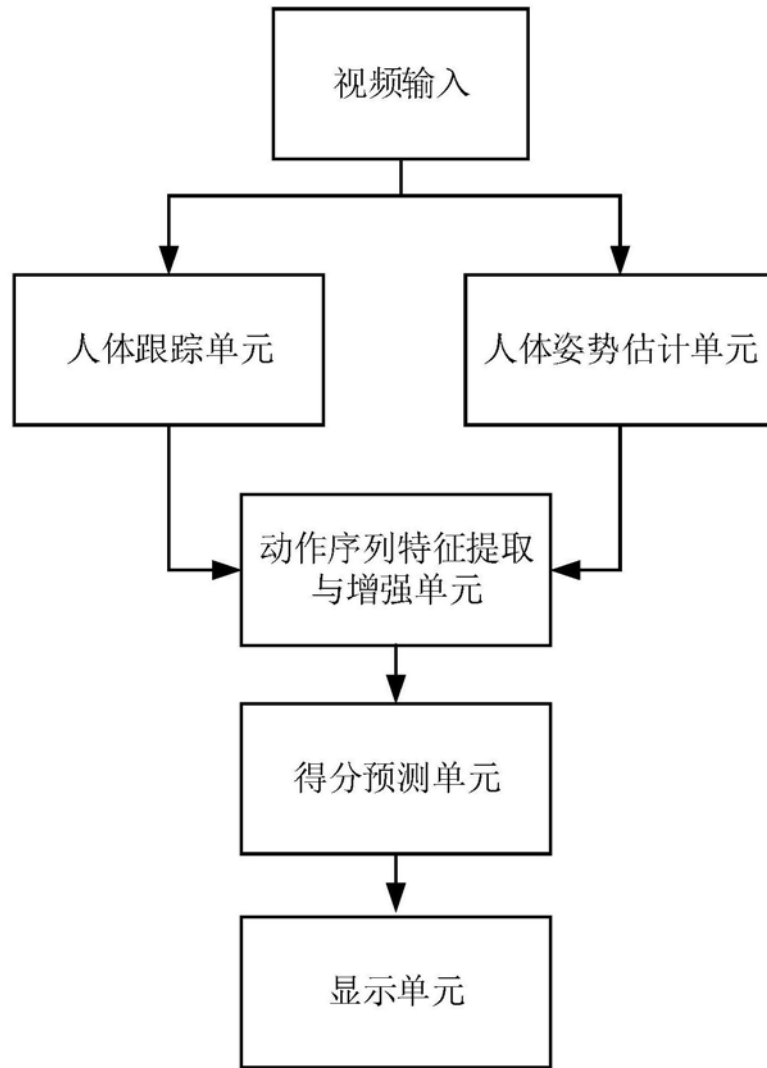 视频输入
人体跟踪单元
人体姿势估计单元
动作序列特征提取
与增强单元
得分预测单元
显示单元